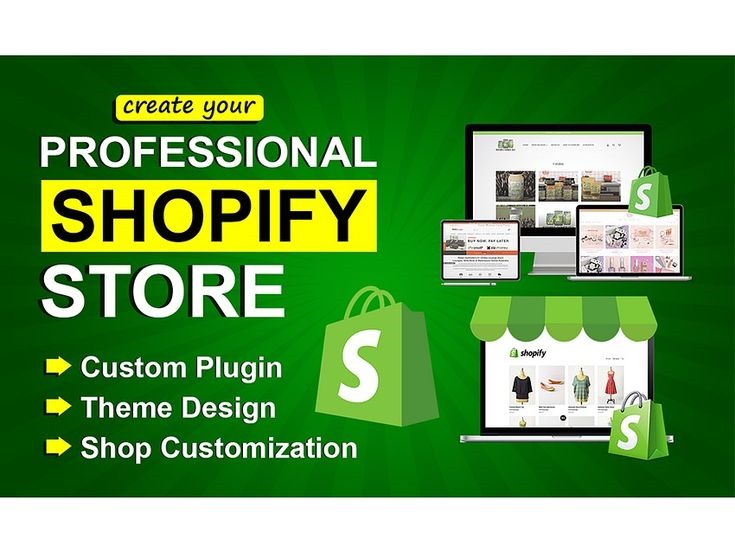 create your
PROFESSIONAL
SHOPIFY
STORE
Custom Plugin
Theme Design
Shop Customization
BUY NOW, PAY LATER
shopify